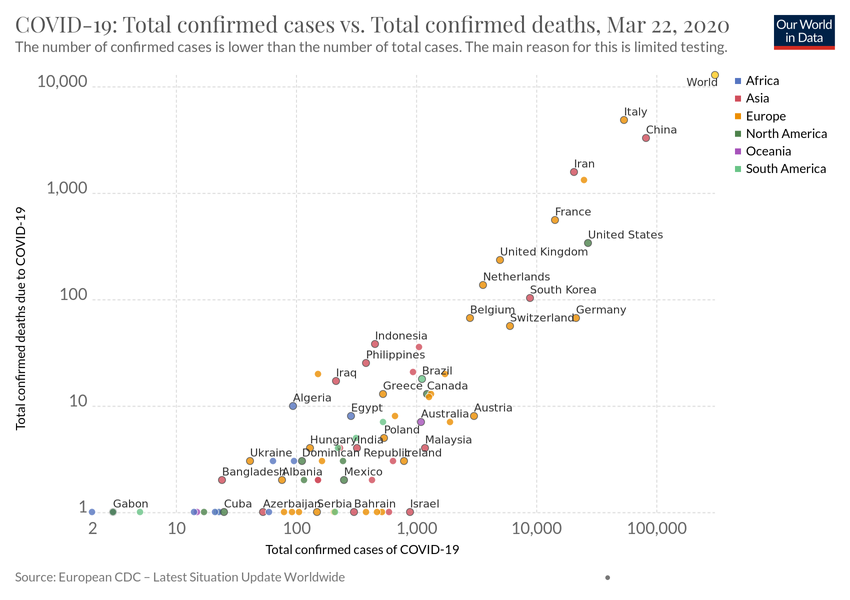 COVID-19: Total confirmed cases vs. Total confirmed deaths, Mar 22, 2020
The number of confirmed cases is lower than the number of total cases. The main reason for this is limited testing.
Our World
in Data
10,000
1,000
100
10
1
2
10
100
1,000
10,000
100,000
Total confirmed deaths due to COVID-19
Total confirmed cases of COVID-19
World
Italy
China
Iran
France
United States
United Kingdom
Netherlands
South Korea
Belgium
Switzerland
Germany
Indonesia
Philippines
Iraq
Brazil
Greece
Canada
Algeria
Egypt
Australia
Austria
Poland
Hungary
India
Malaysia
Ukraine
Dominican Republic
Ireland
Bangladesh
Albania
Mexico
Gabon
Cuba
Azerbaijan
Serbia
Bahrain
Israel
Africa
Asia
Europe
North America
Oceania
South America
Source: European CDC – Latest Situation Update Worldwide